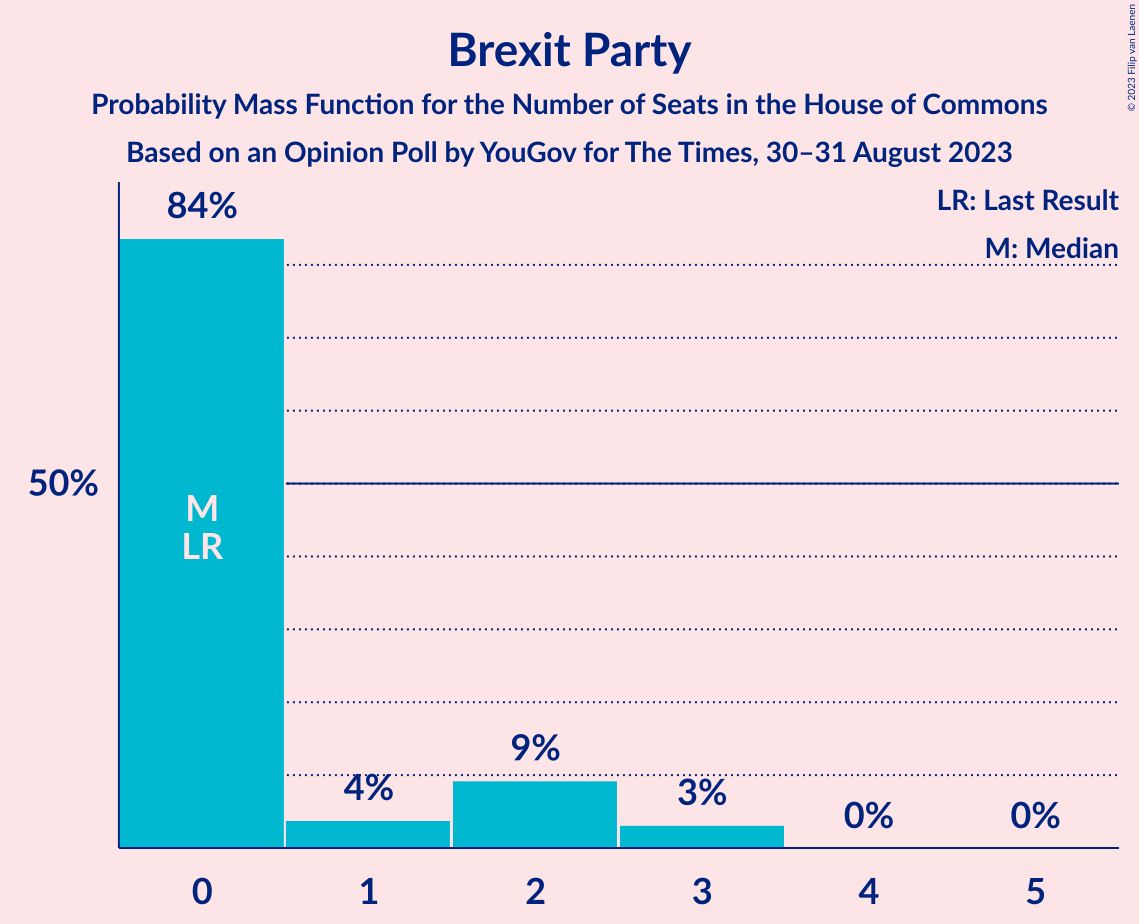 Brexit Party
Probability Mass Function for the Number of Seats in the House of Commons
Based on an Opinion Poll by YouGov for The Times, 30–31 August 2023
© 2023 Filip van Laenen
LR: Last Result
M: Median
84%
50%
M
LR
4%
9%
3%
0%
0%
0
1
2
3
4
5